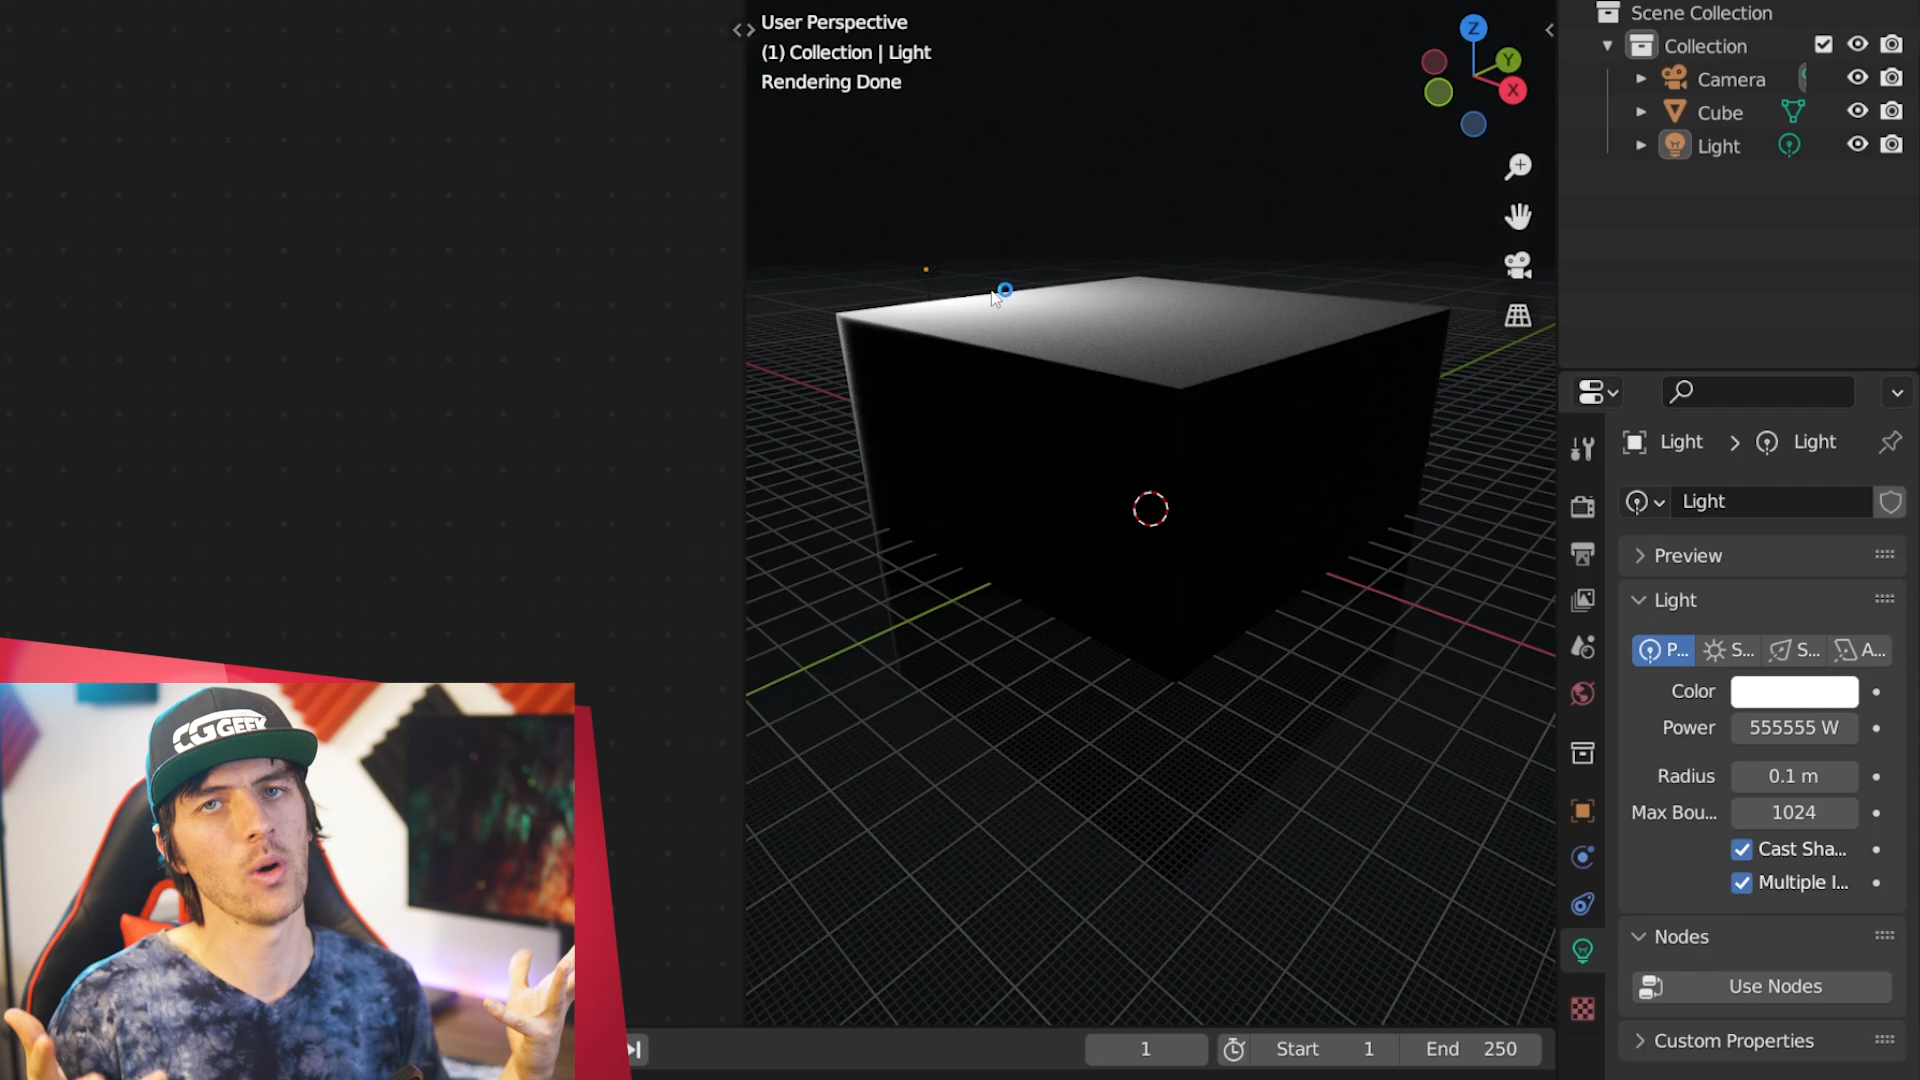 User Perspective
(1) Collection | Light
Rendering Done
Z
Y
X
Scene Collection
Collection
Camera
Cube
Light
Light
Light
Light
Preview
Light
P...
S...
S...
A...
Color
Power
555555 W
Radius
0.1 m
Max Bou...
1024
Cast Sha...
Multiple I...
Nodes
Use Nodes
Custom Properties
1
Start
1
End
250
CGGEEK